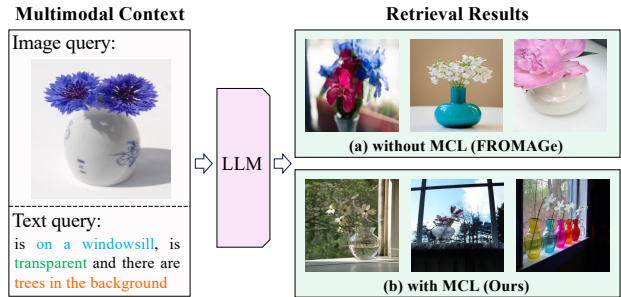 Multimodal Context
Image query:
Text query:
is on a windowsill, is
transparent and there are
trees in the background
LLM
Retrieval Results
(a) without MCL (FROMAGe)
(b) with MCL (Ours)